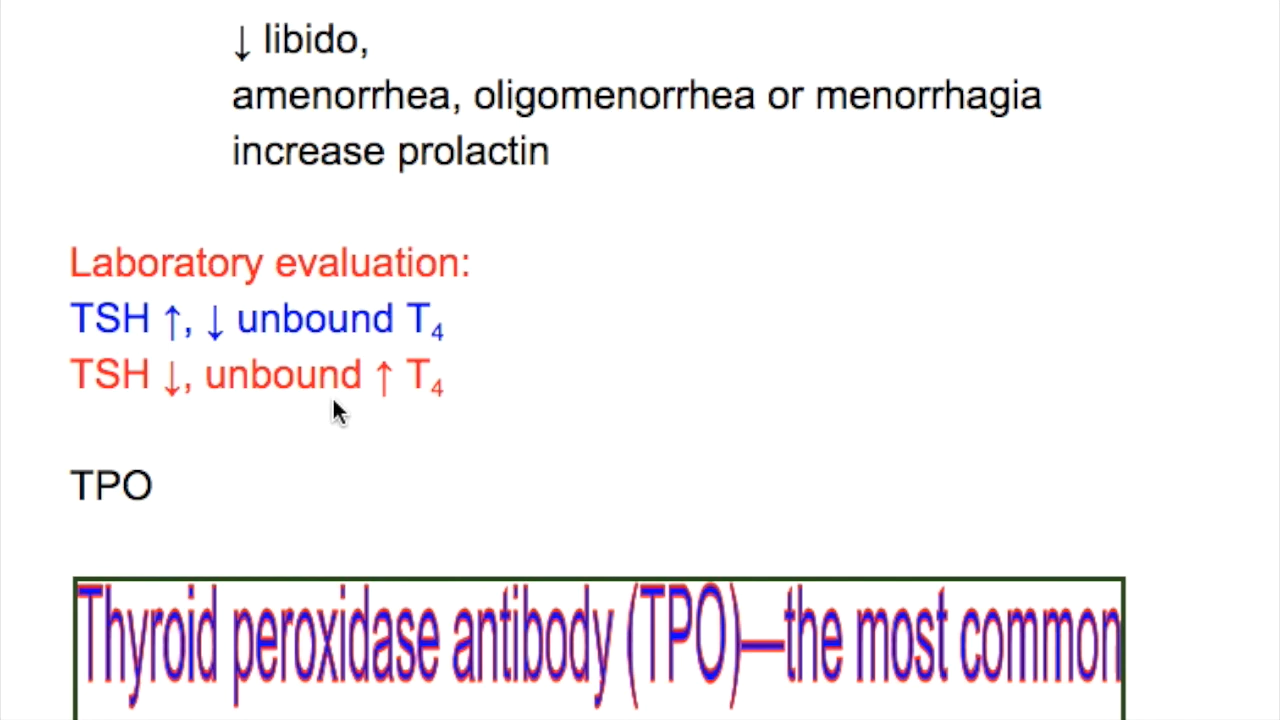 ↓ libido,
amenorrhea, oligomenorrhea or menorrhagia
increase prolactin
Laboratory evaluation:
TSH ↑, ↓ unbound T₄
TSH ↓, unbound ↑ T₄
TPO
Thyroid peroxidase antibody (TPO)—the most common